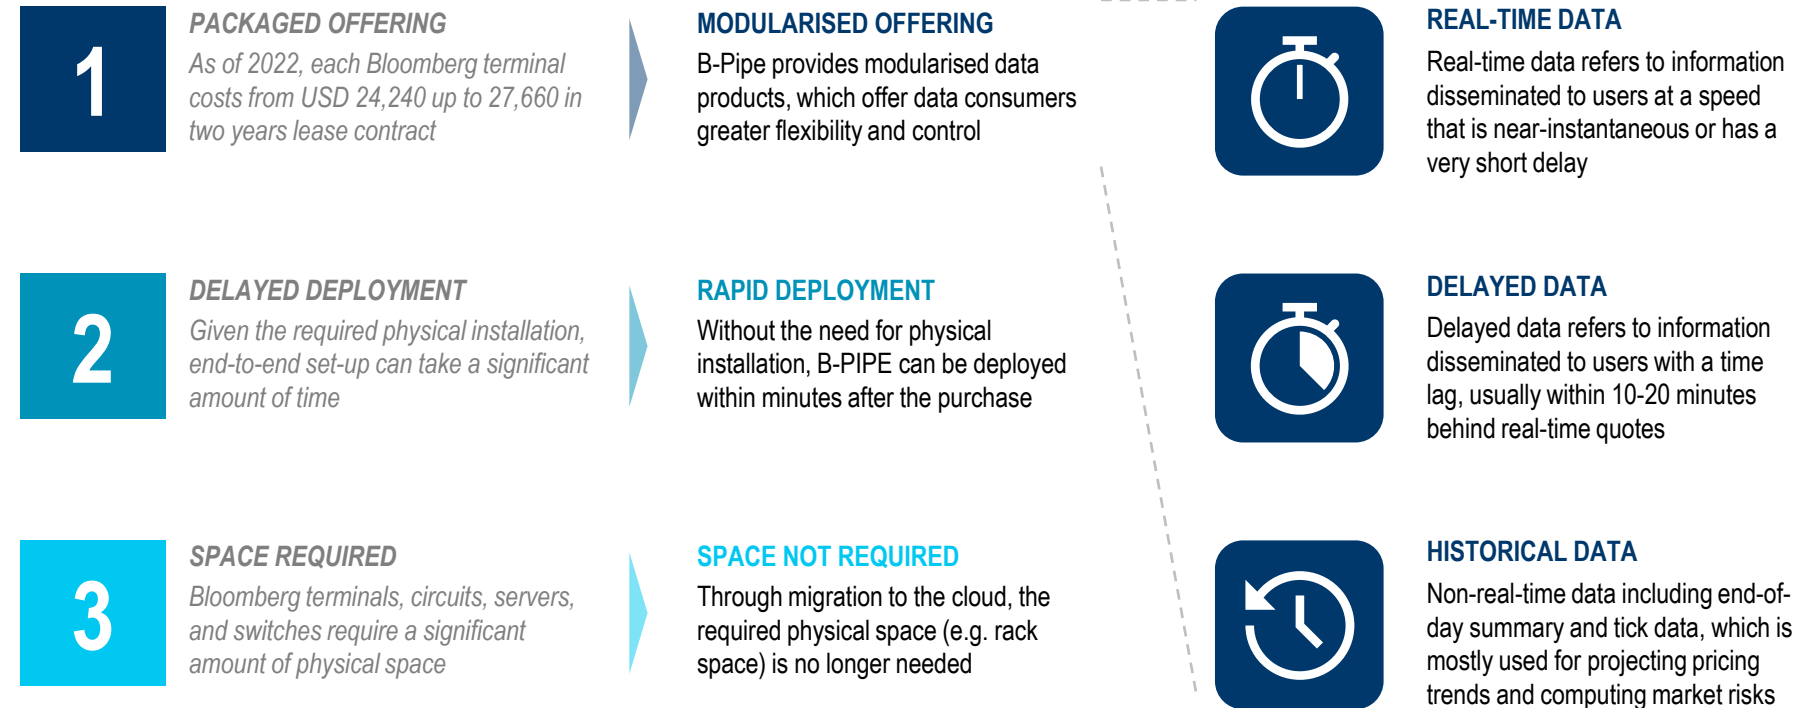 1
PACKAGED OFFERING
As of 2022, each Bloomberg terminal
costs from USD 24,240 up to 27,660 in
two years lease contract
MODULARISED OFFERING
B-Pipe provides modularised data
products, which offer data consumers
greater flexibility and control
REAL-TIME DATA
Real-time data refers to information
disseminated to users at a speed
that is near-instantaneous or has a
very short delay
2
DELAYED DEPLOYMENT
Given the required physical installation,
end-to-end set-up can take a significant
amount of time
RAPID DEPLOYMENT
Without the need for physical
installation, B-PIPE can be deployed
within minutes after the purchase
DELAYED DATA
Delayed data refers to information
disseminated to users with a time
lag, usually within 10-20 minutes
behind real-time quotes
3
SPACE REQUIRED
Bloomberg terminals, circuits, servers,
and switches require a significant
amount of physical space
SPACE NOT REQUIRED
Through migration to the cloud, the
required physical space (e.g. rack
space) is no longer needed
HISTORICAL DATA
Non-real-time data including end-of-
day summary and tick data, which is
mostly used for projecting pricing
trends and computing market risks